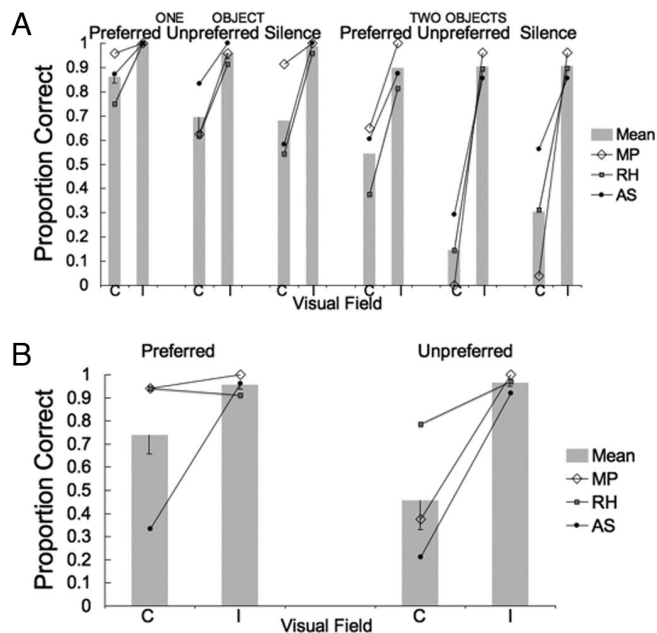 A
ONE OBJECT TWO OBJECTS
Preferred Unpreferred Silence Preferred Unpreferred Silence
Proportion Correct
1
0.9
0.8
0.7
0.6
0.5
0.4
0.3
0.2
0.1
0
C I C I C I C I C I C I
Visual Field
Mean
MP
RH
AS
B
Preferred Unpreferred
Proportion Correct
1
0.9
0.8
0.7
0.6
0.5
0.4
0.3
0.2
0.1
0
C I C I
Visual Field
Mean
MP
RH
AS